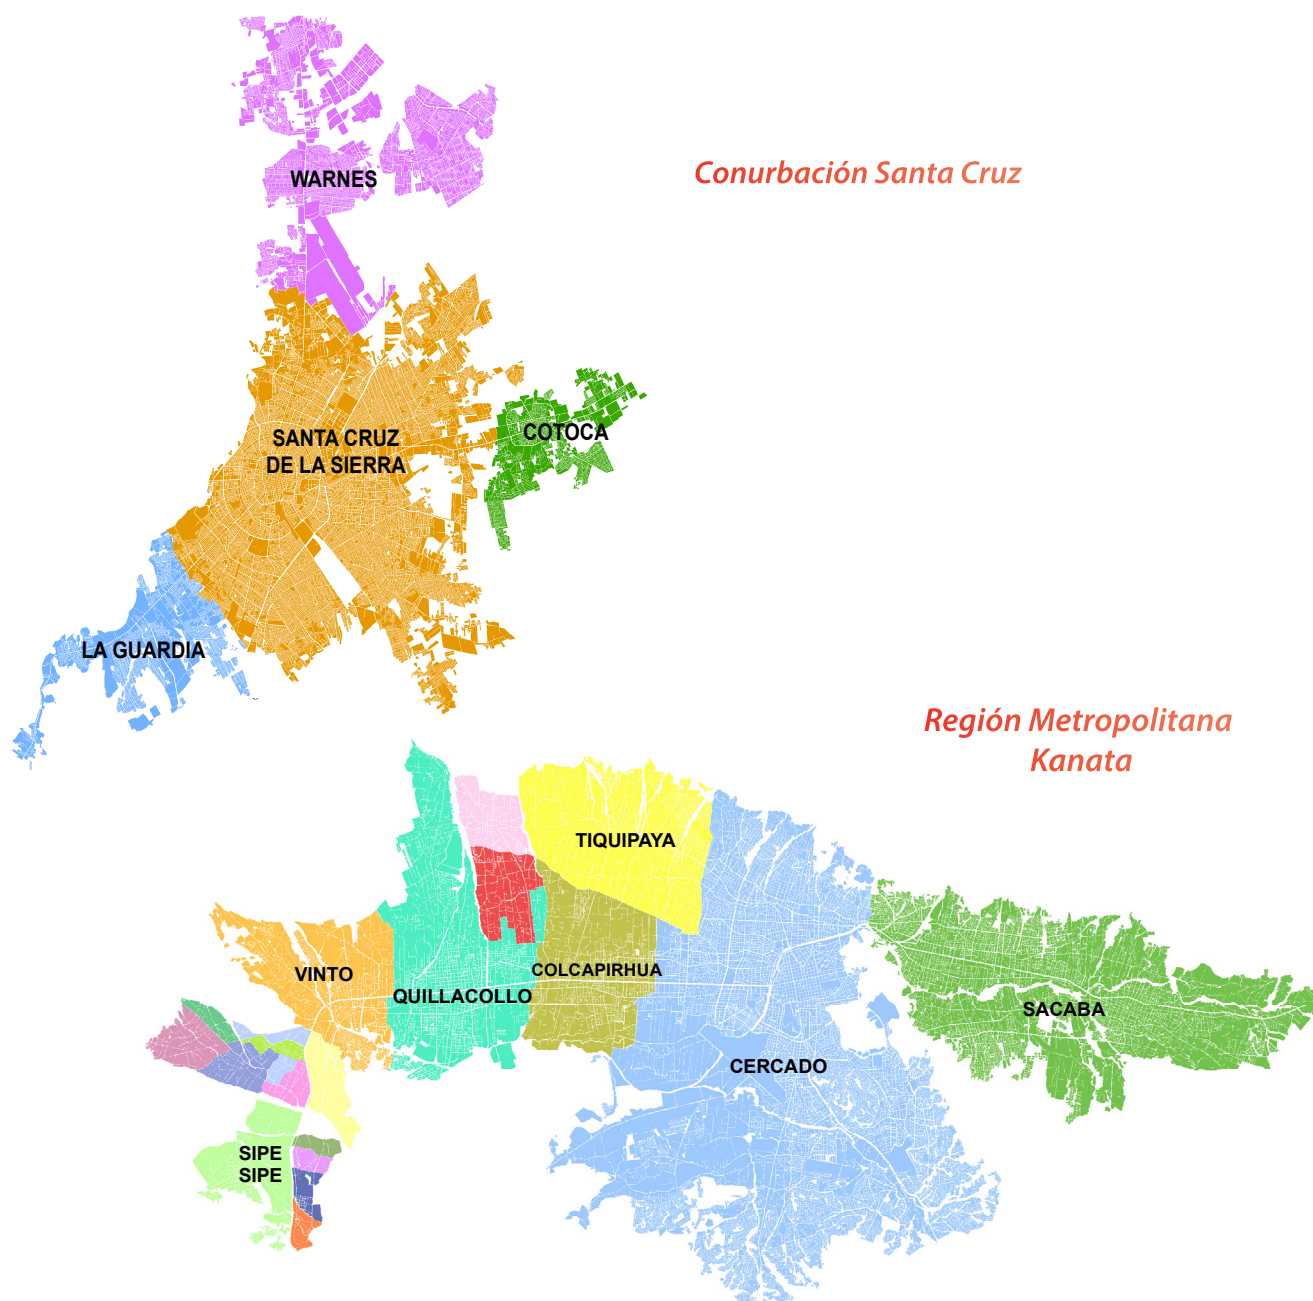 WARNES
Conurbación Santa Cruz
SANTA CRUZ
DE LA SIERRA
COTOCA
LA GUARDIA
Región Metropolitana
Kanata
TIQUIPAYA
VINTO
COLCAPIRHUA
QUILLACOLLO
SACABA
CERCADO
SIPE
SIPE